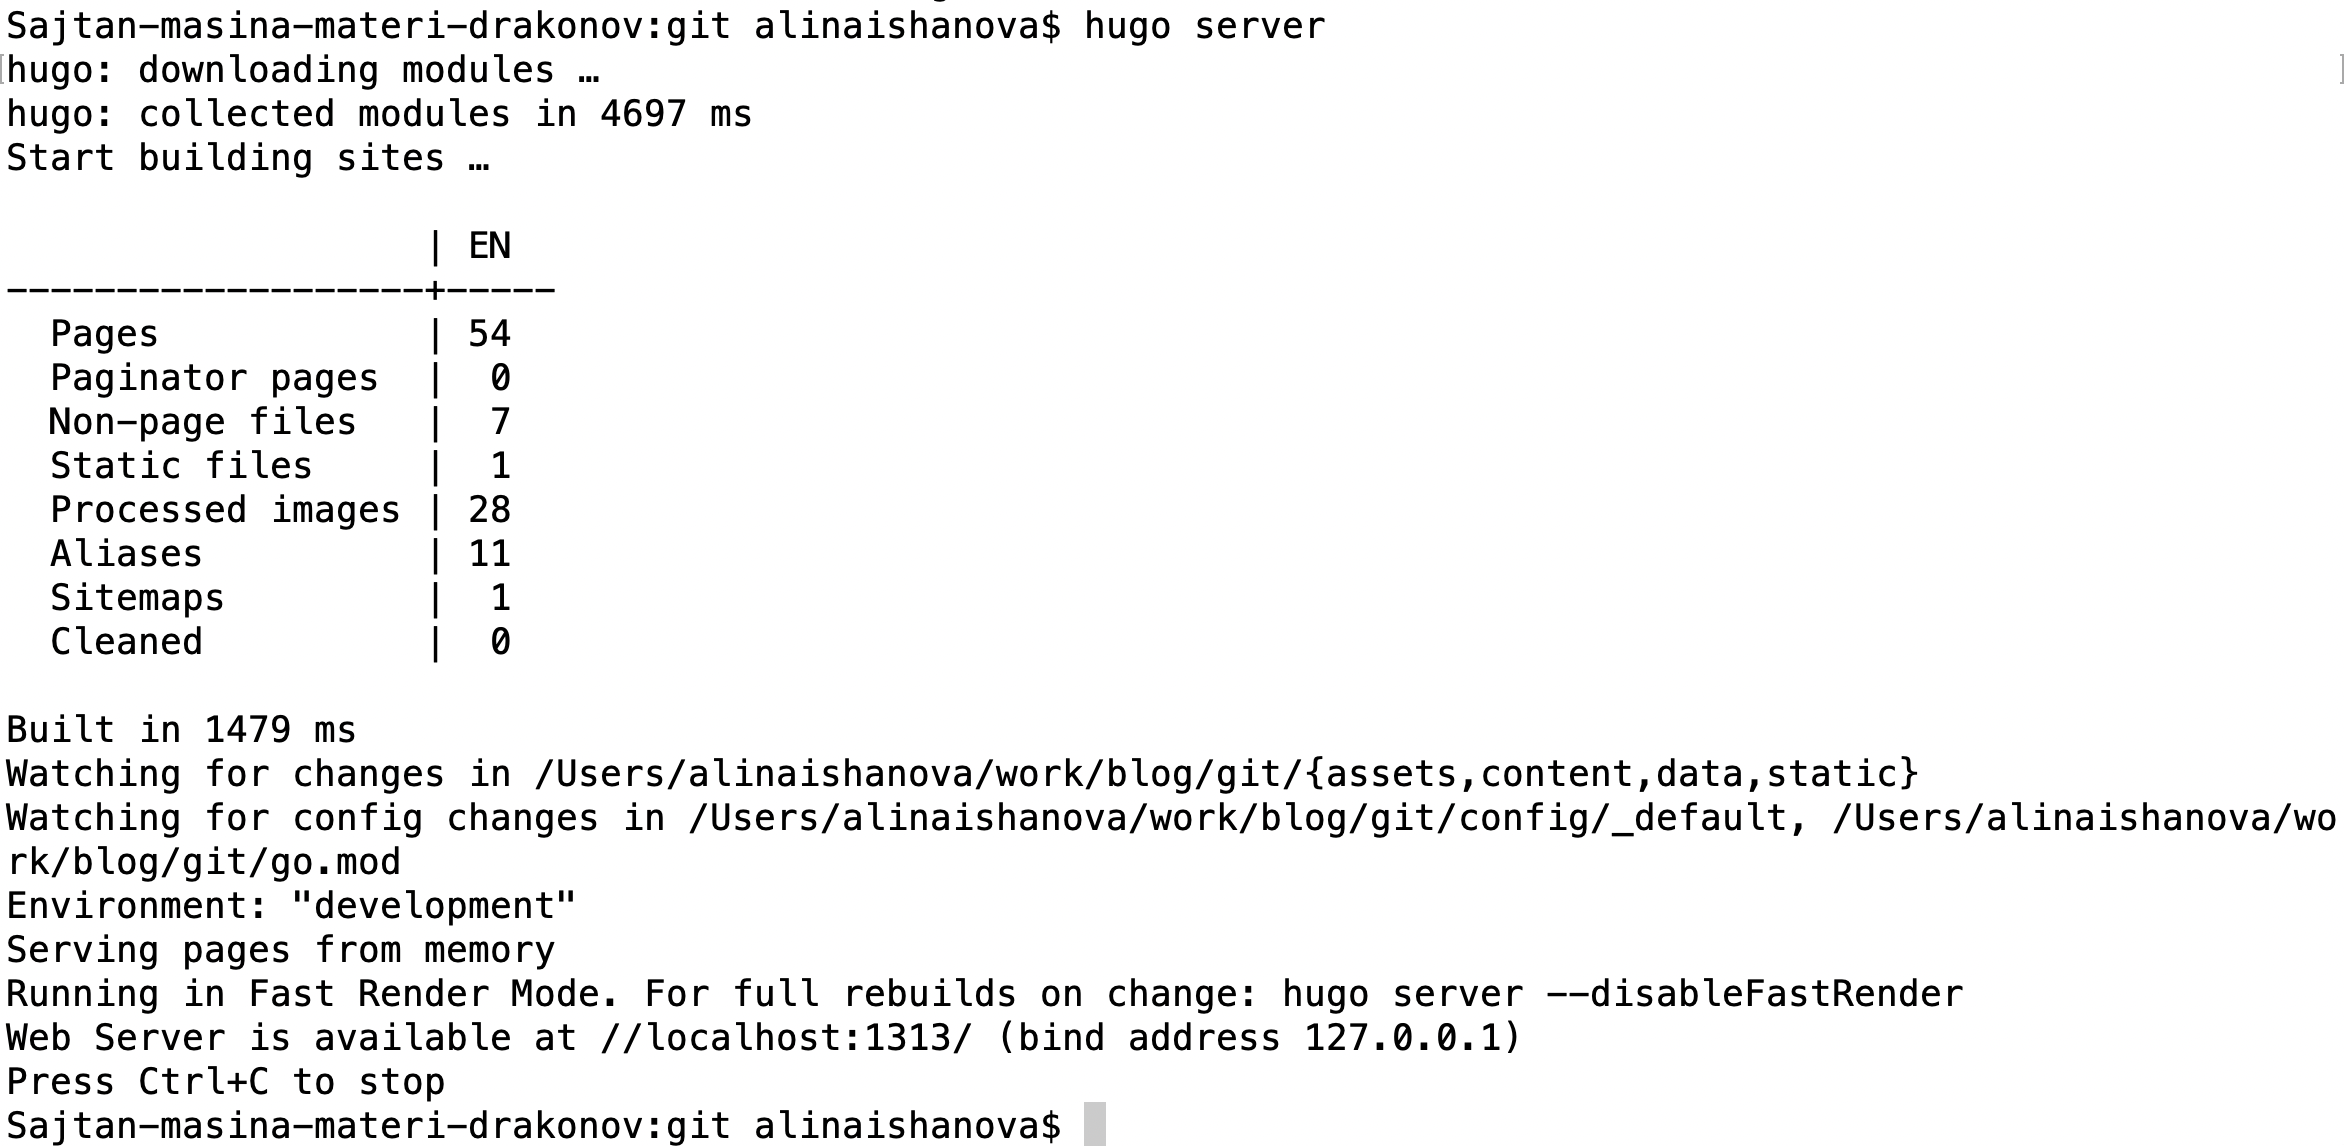 Sajtan-masina-materi-drakonov:git alinaishanova$ hugo server
hugo: downloading modules …
hugo: collected modules in 4697 ms
Start building sites …
                   | EN
-------------------+-----
  Pages            | 54
  Paginator pages  |  0
  Non-page files   |  7
  Static files     |  1
  Processed images | 28
  Aliases          | 11
  Sitemaps         |  1
  Cleaned          |  0
Built in 1479 ms
Watching for changes in /Users/alinaishanova/work/blog/git/{assets,content,data,static}
Watching for config changes in /Users/alinaishanova/work/blog/git/config/_default, /Users/alinaishanova/wo
rk/blog/git/go.mod
Environment: "development"
Serving pages from memory
Running in Fast Render Mode. For full rebuilds on change: hugo server --disableFastRender
Web Server is available at //localhost:1313/ (bind address 127.0.0.1)
Press Ctrl+C to stop
Sajtan-masina-materi-drakonov:git alinaishanova$